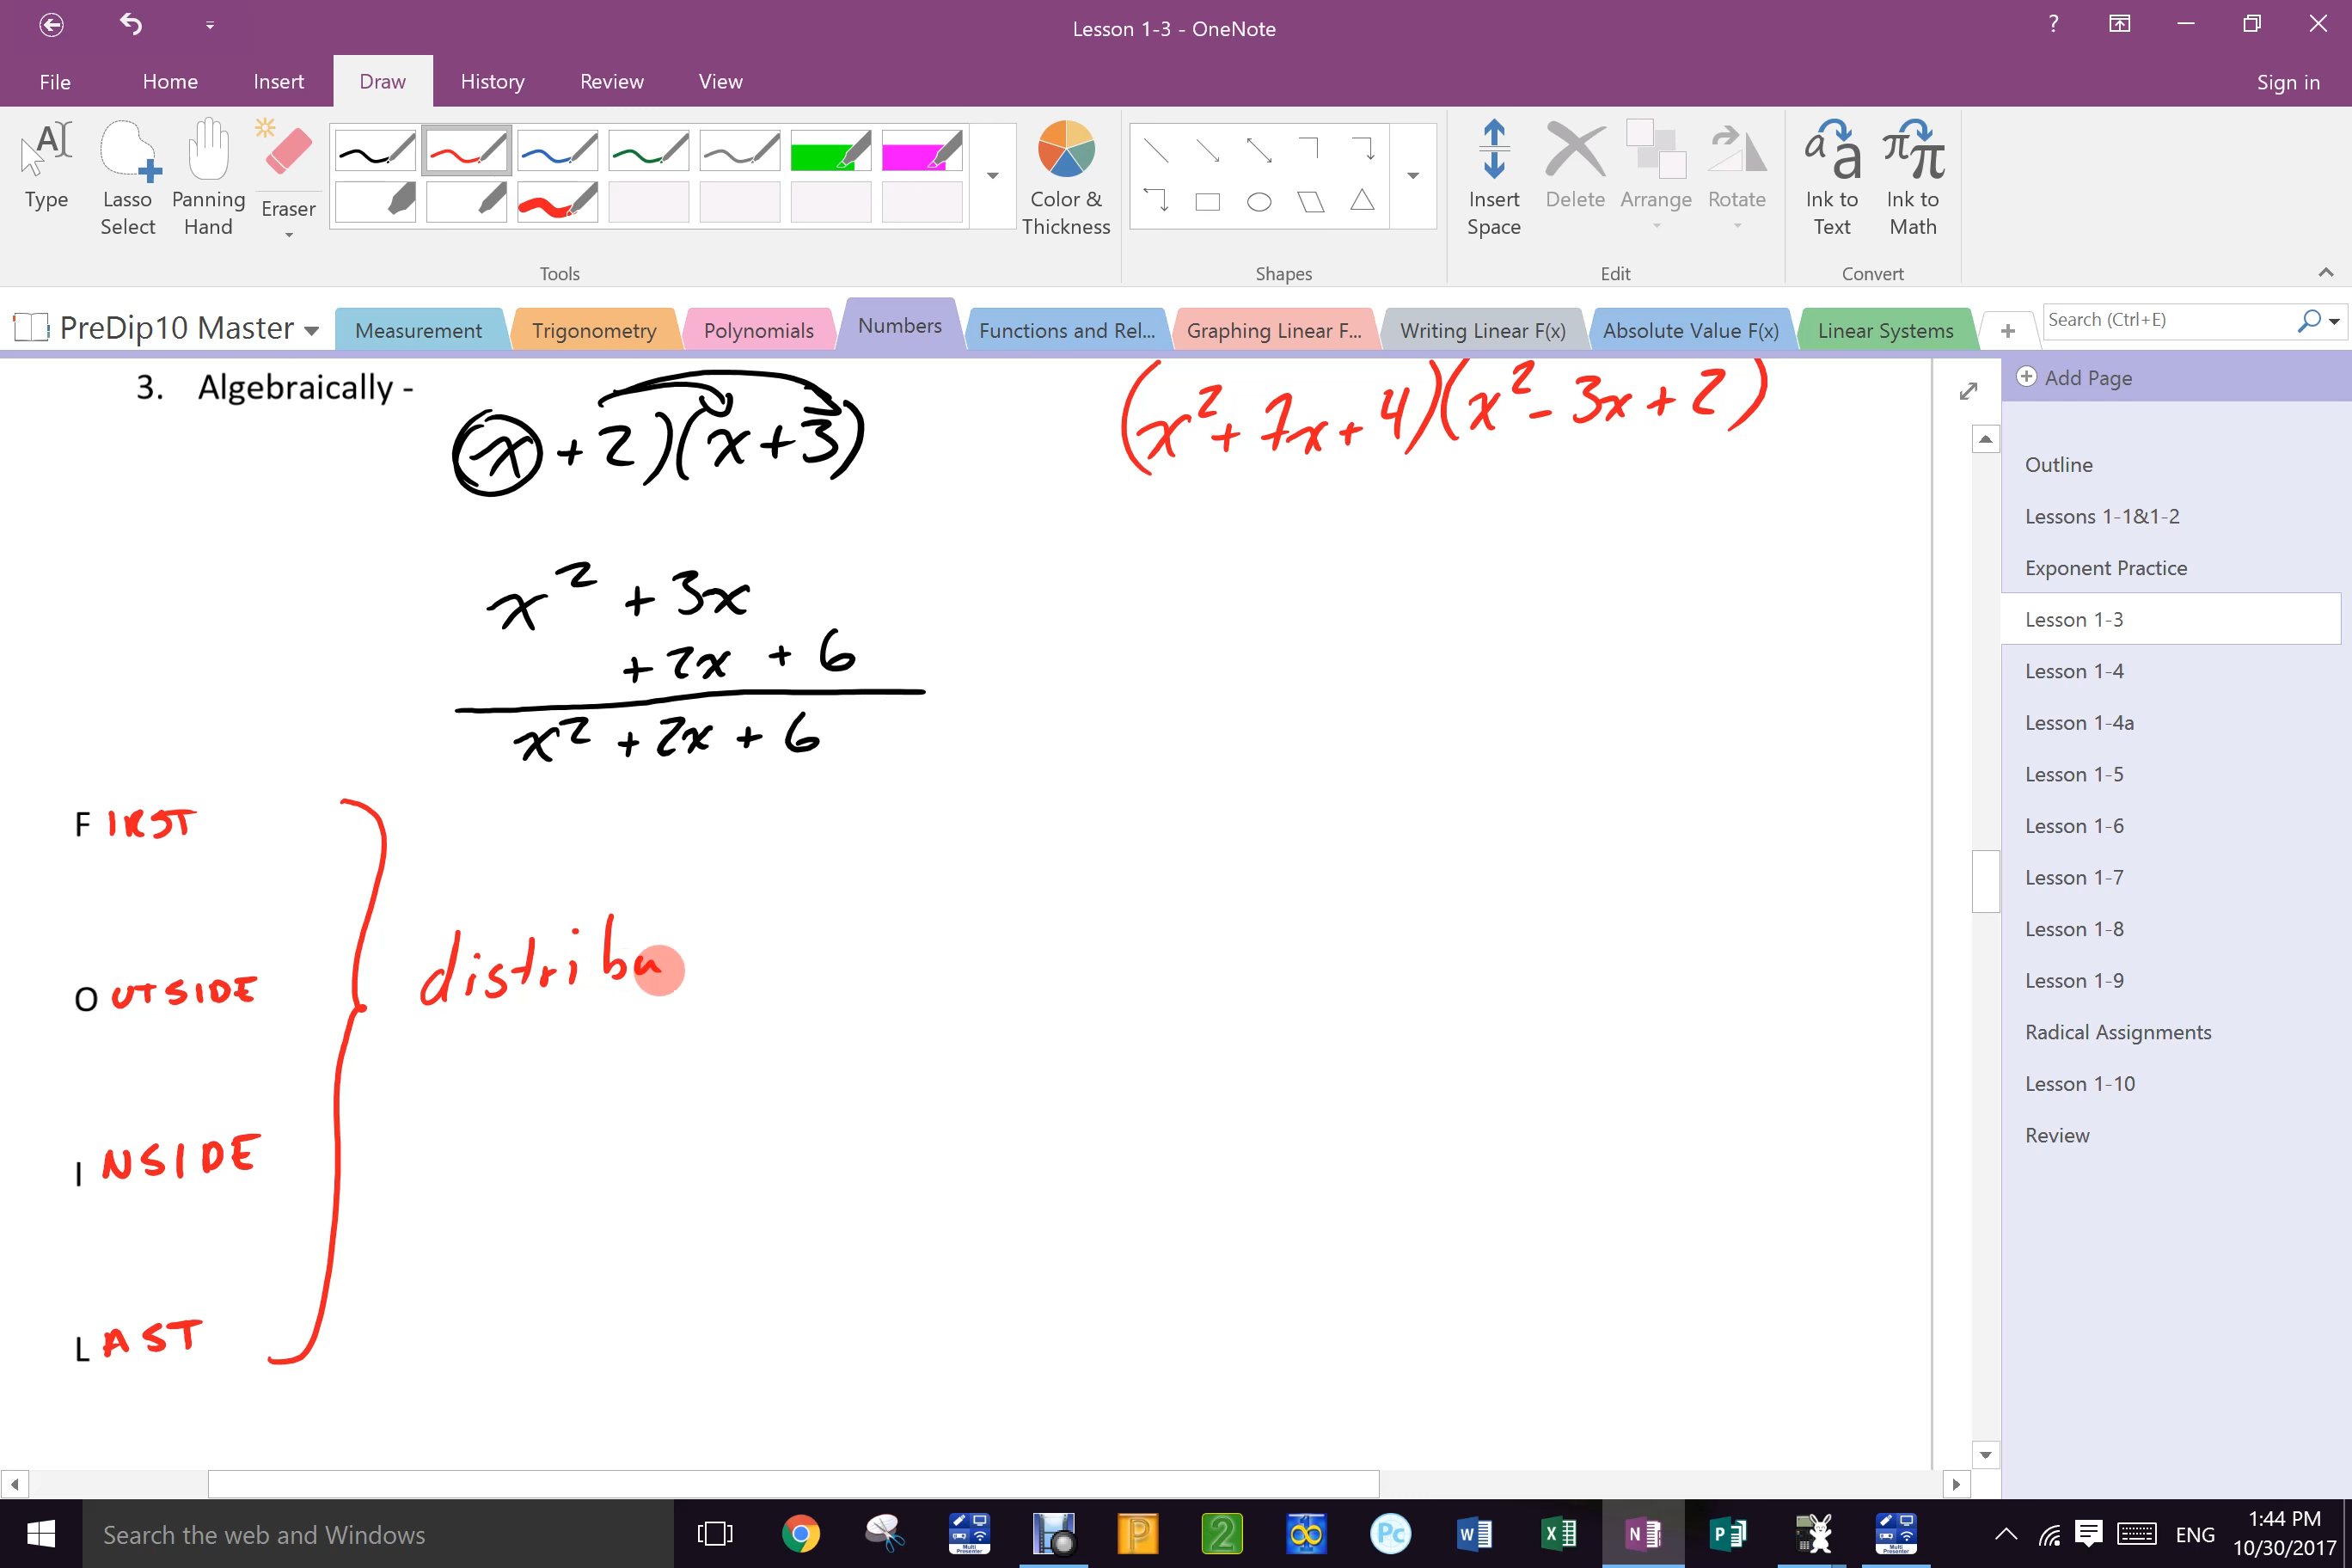 Lesson 1-3 - OneNote
File Home Insert Draw History Review View Sign in
Type Lasso Select Panning Hand Eraser Color & Thickness Insert Space Delete Arrange Rotate Ink to Text Ink to Math
Tools Shapes Edit Convert
PreDip10 Master Measurement Trigonometry Polynomials Numbers Functions and Rel... Graphing Linear F... Writing Linear F(x) Absolute Value F(x) Linear Systems + Search (Ctrl+E)
3. Algebraically -
(x + 2)(x + 3)
(x² + 7x + 4)(x² - 3x + 2)
x² + 3x
+ 2x + 6
x² + 2x + 6
FIRST
OUTSIDE
INSIDE
LAST
distribu
Add Page
Outline
Lessons 1-1&1-2
Exponent Practice
Lesson 1-3
Lesson 1-4
Lesson 1-4a
Lesson 1-5
Lesson 1-6
Lesson 1-7
Lesson 1-8
Lesson 1-9
Radical Assignments
Lesson 1-10
Review
Search the web and Windows
ENG
1:44 PM
10/30/2017